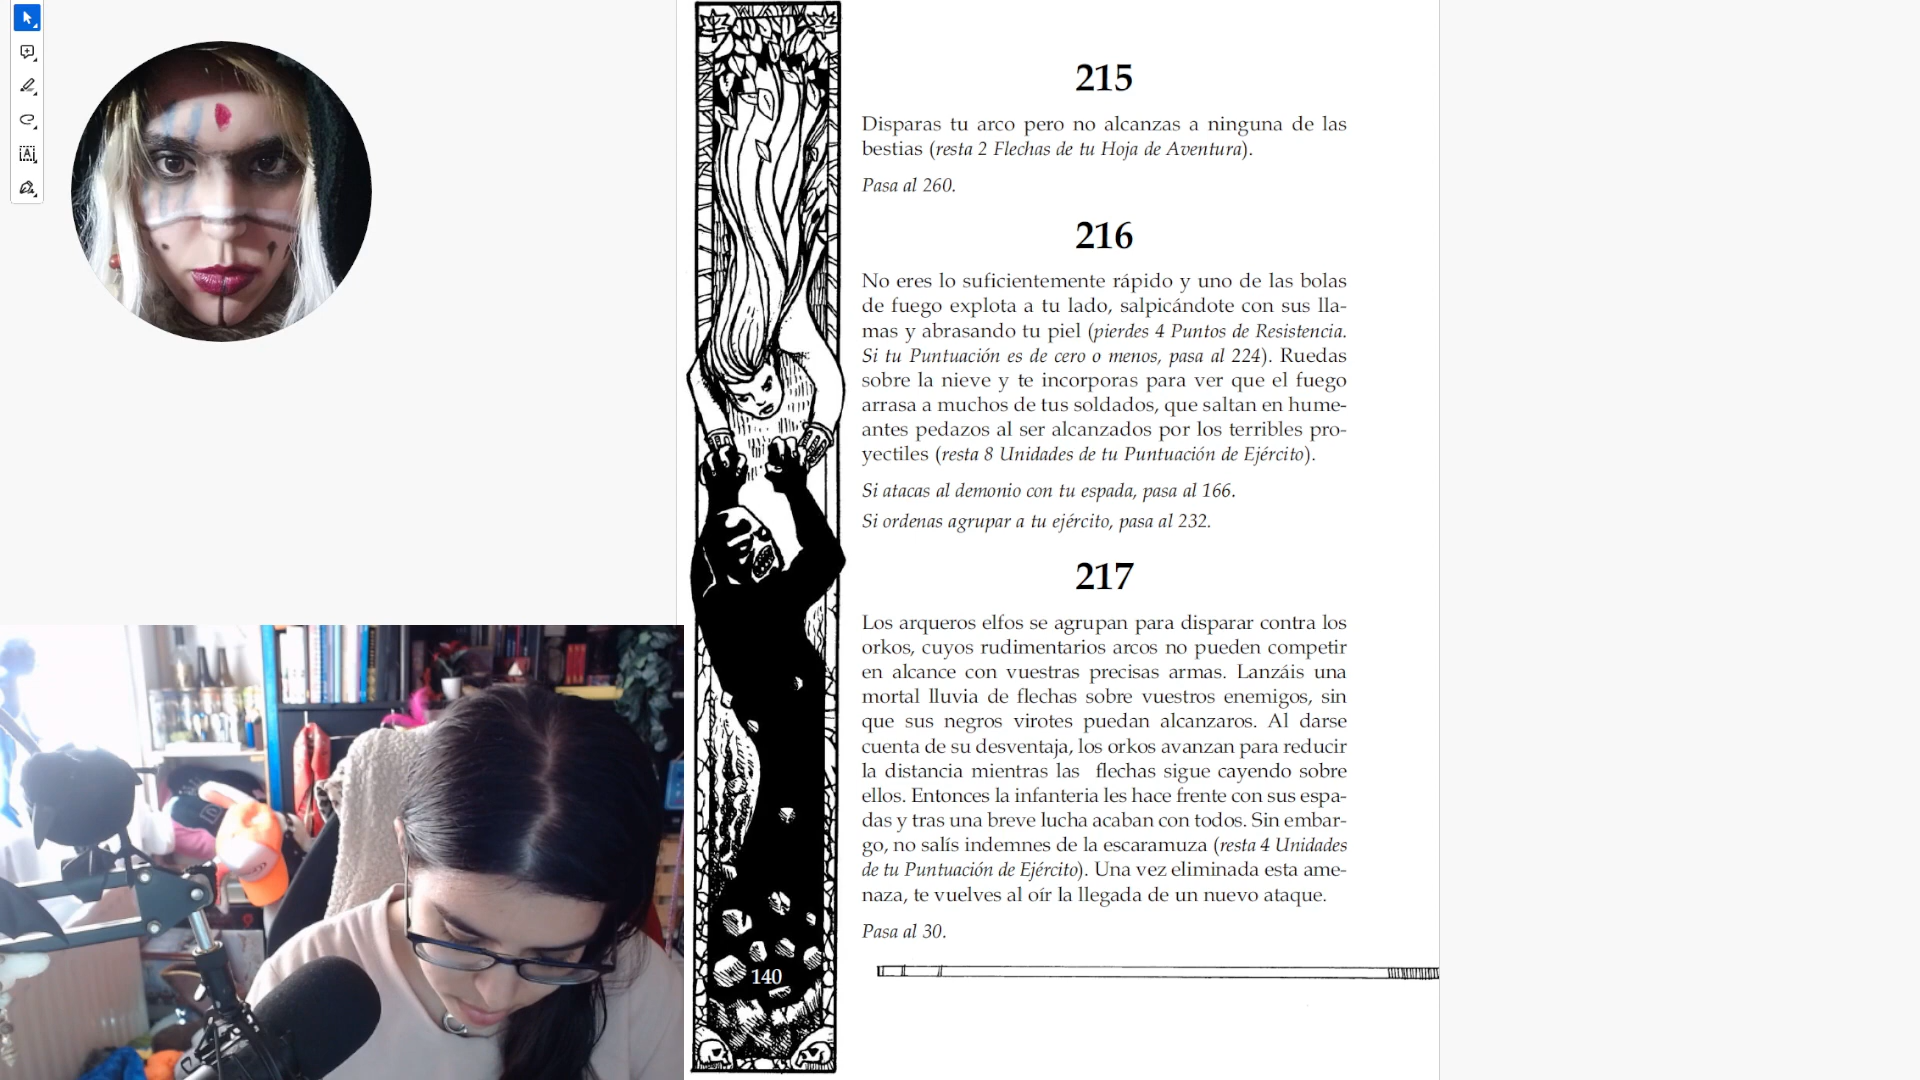 215
Disparas tu arco pero no alcanzas a ninguna de las
bestias (resta 2 Flechas de tu Hoja de Aventura).
Pasa al 260.
216
No eres lo suficientemente rápido y uno de las bolas
de fuego explota a tu lado, salpicándote con sus lla-
mas y abrasando tu piel (pierdes 4 Puntos de Resistencia.
Si tu Puntuación es de cero o menos, pasa al 224). Ruedas
sobre la nieve y te incorporas para ver que el fuego
arrasa a muchos de tus soldados, que saltan en hume-
antes pedazos al ser alcanzados por los terribles pro-
yectiles (resta 8 Unidades de tu Puntuación de Ejército).
Si atacas al demonio con tu espada, pasa al 166.
Si ordenas agrupar a tu ejército, pasa al 232.
217
Los arqueros elfos se agrupan para disparar contra los
orkos, cuyos rudimentarios arcos no pueden competir
en alcance con vuestras precisas armas. Lanzáis una
mortal lluvia de flechas sobre vuestros enemigos, sin
que sus negros virotes puedan alcanzaros. Al darse
cuenta de su desventaja, los orkos avanzan para reducir
la distancia mientras las flechas sigue cayendo sobre
ellos. Entonces la infanteria les hace frente con sus espa-
das y tras una breve lucha acaban con todos. Sin embar-
go, no salís indemnes de la escaramuza (resta 4 Unidades
de tu Puntuación de Ejército). Una vez eliminada esta ame-
naza, te vuelves al oír la llegada de un nuevo ataque.
Pasa al 30.
140